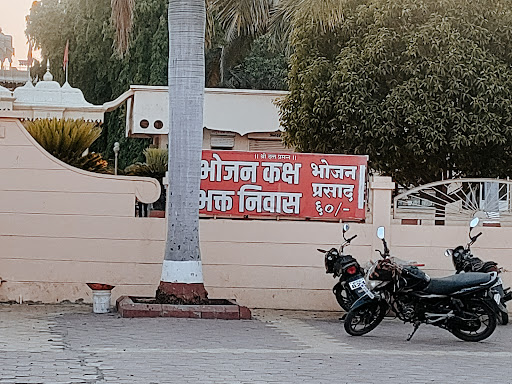 भोजन कक्ष
भक्त निवास
भोजन
प्रसाद
६०/-